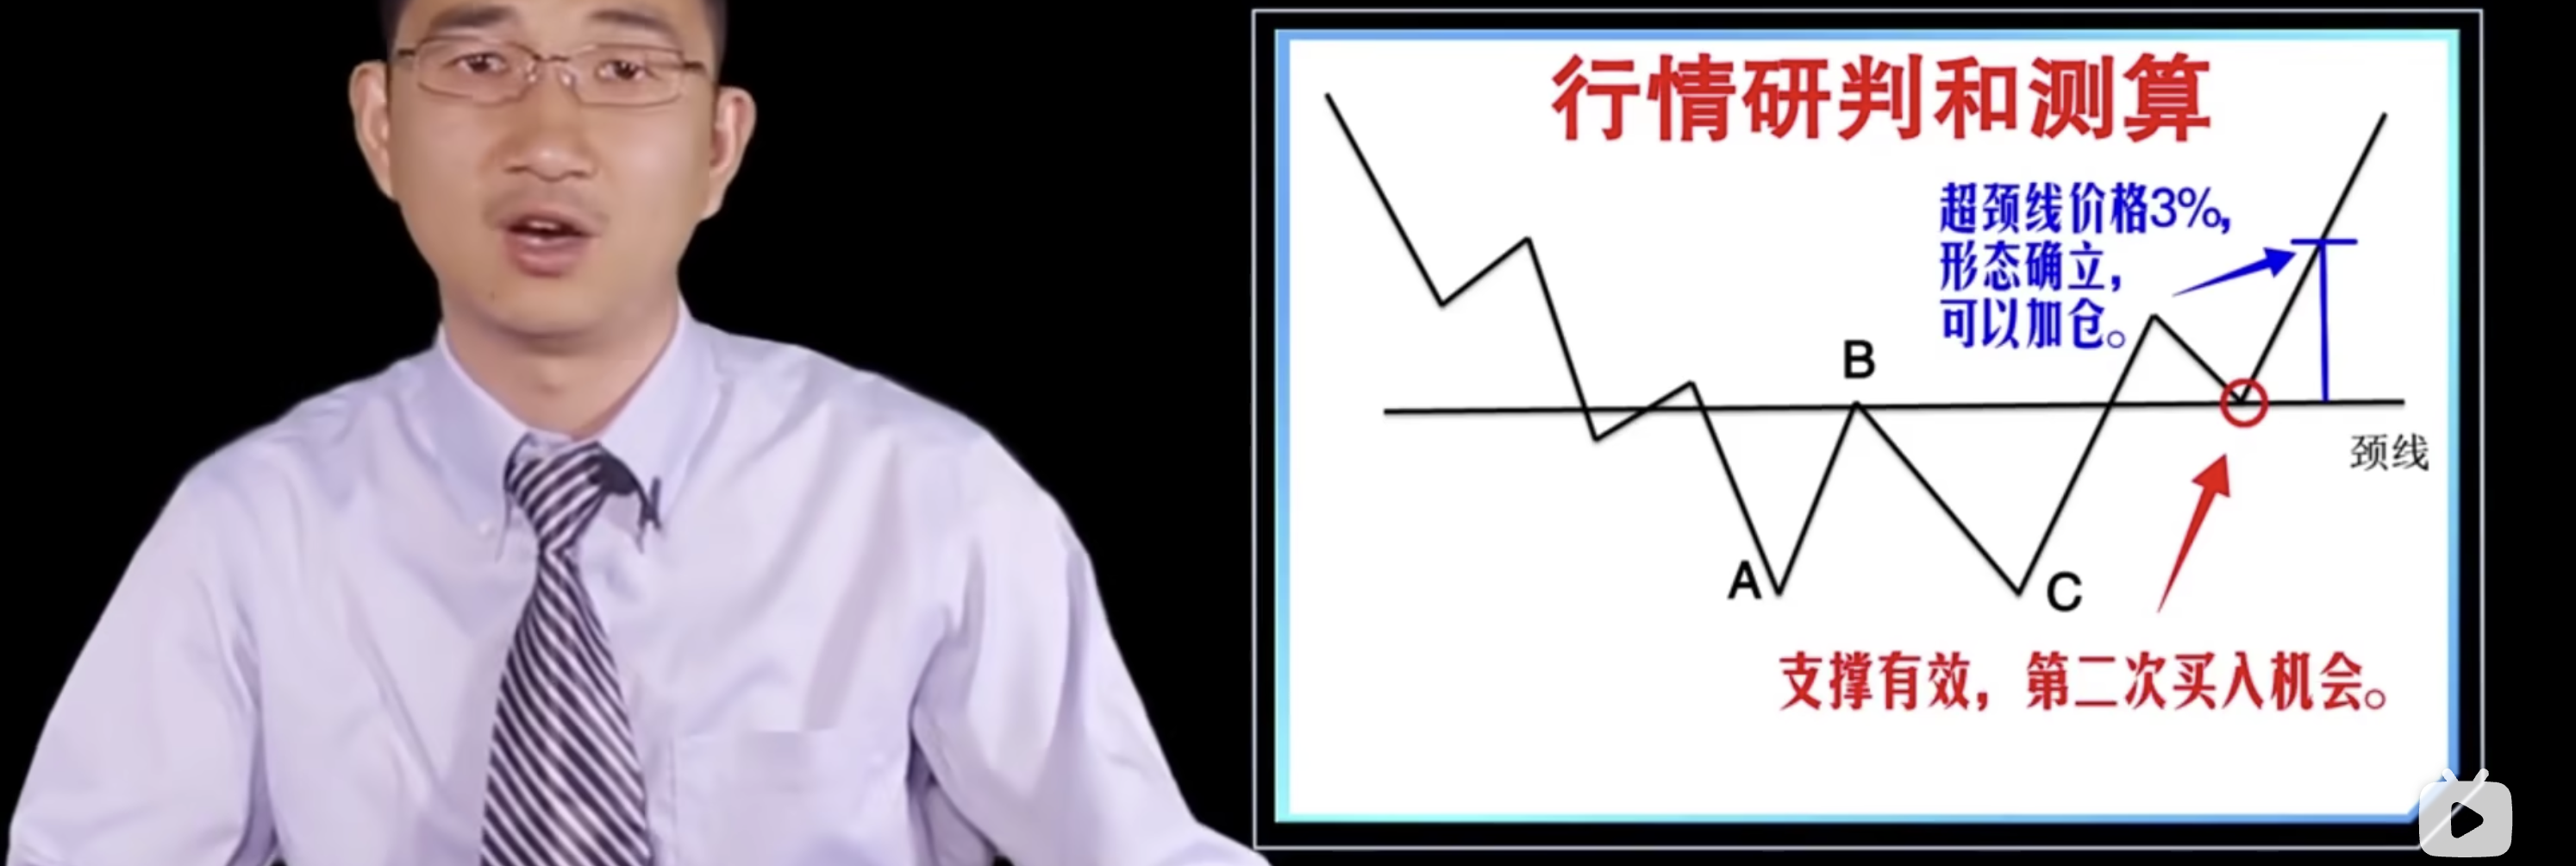 行情研判和测算
超颈线价格3%,
形态确立,
可以加仓。
B
颈线
A
C
支撑有效，第二次买入机会。